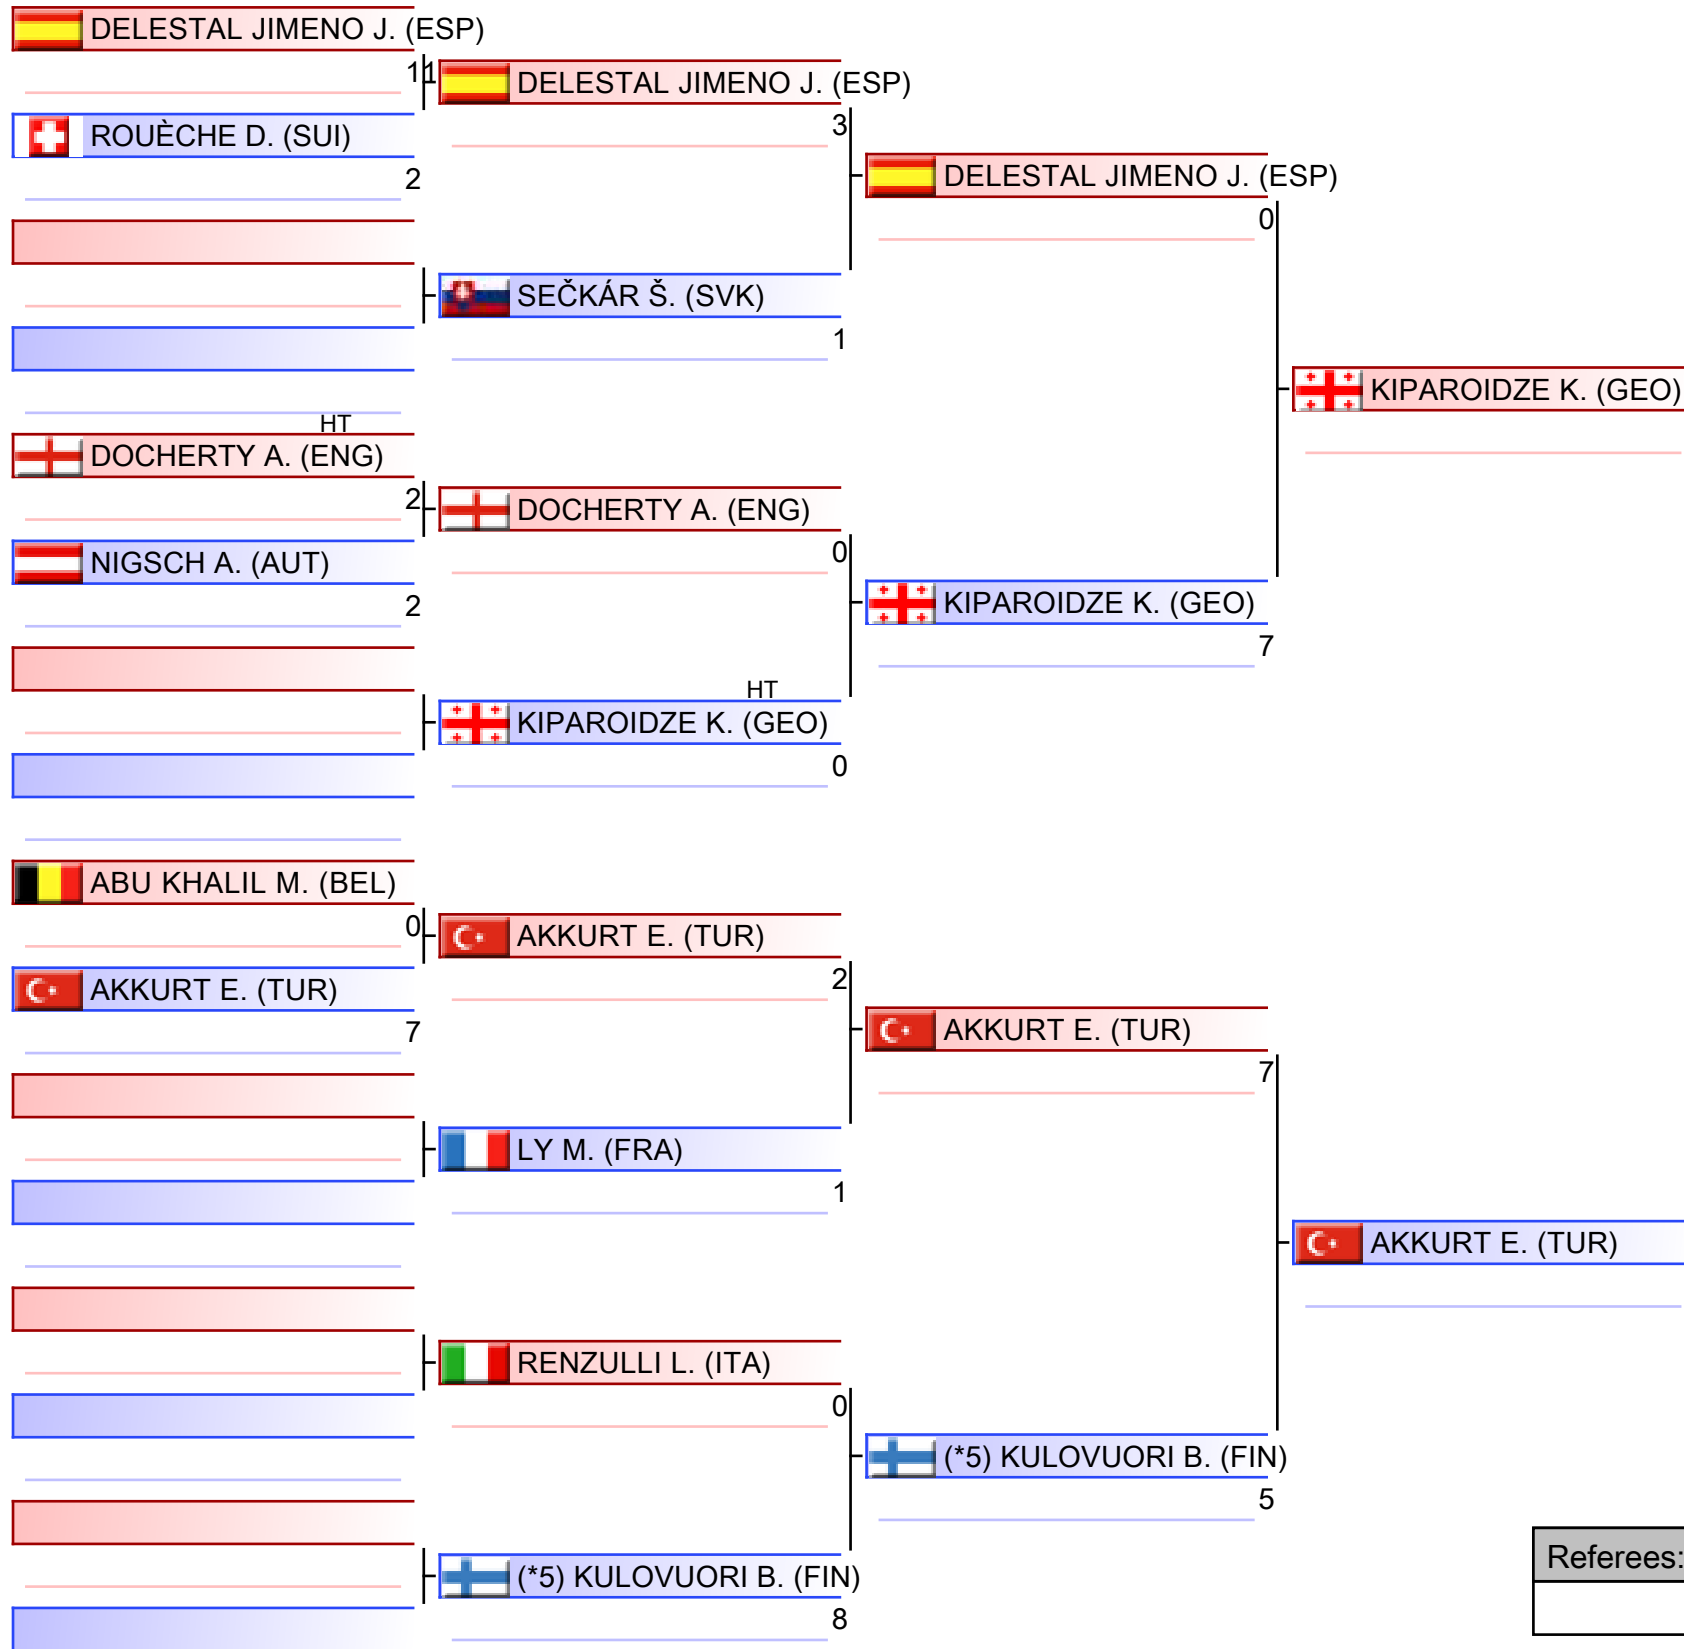 DELESTAL JIMENO J. (ESP)
11
DELESTAL JIMENO J. (ESP)
ROUÈCHE D. (SUI)
3
2
DELESTAL JIMENO J. (ESP)
0
SEČKÁR Š. (SVK)
1
KIPAROIDZE K. (GEO)
HT
DOCHERTY A. (ENG)
2
DOCHERTY A. (ENG)
NIGSCH A. (AUT)
0
2
KIPAROIDZE K. (GEO)
7
HT
KIPAROIDZE K. (GEO)
0
ABU KHALIL M. (BEL)
0
AKKURT E. (TUR)
AKKURT E. (TUR)
2
7
AKKURT E. (TUR)
7
LY M. (FRA)
1
AKKURT E. (TUR)
RENZULLI L. (ITA)
0
(*5) KULOVUORI B. (FIN)
5
Referees:
(*5) KULOVUORI B. (FIN)
8